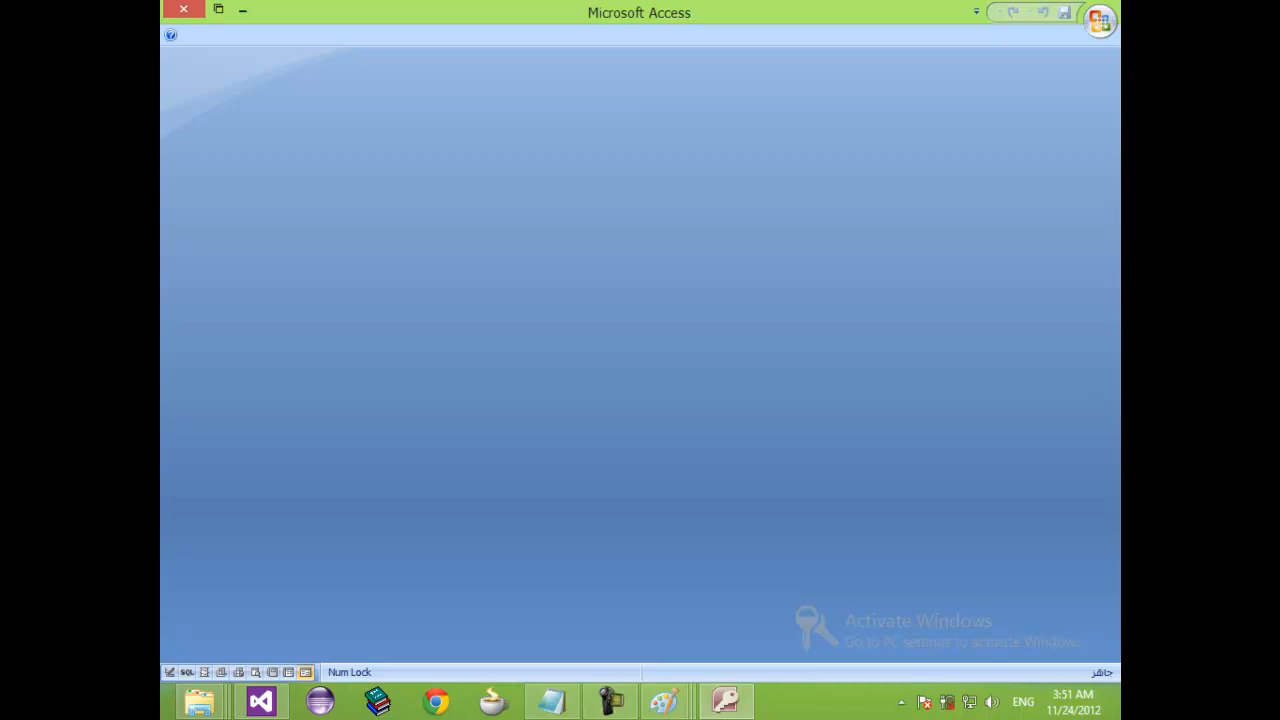 Microsoft Access
Activate Windows
Go to PC settings to activate Windows.
SQL
Num Lock
جاهز
ENG
3:51 AM
11/24/2012